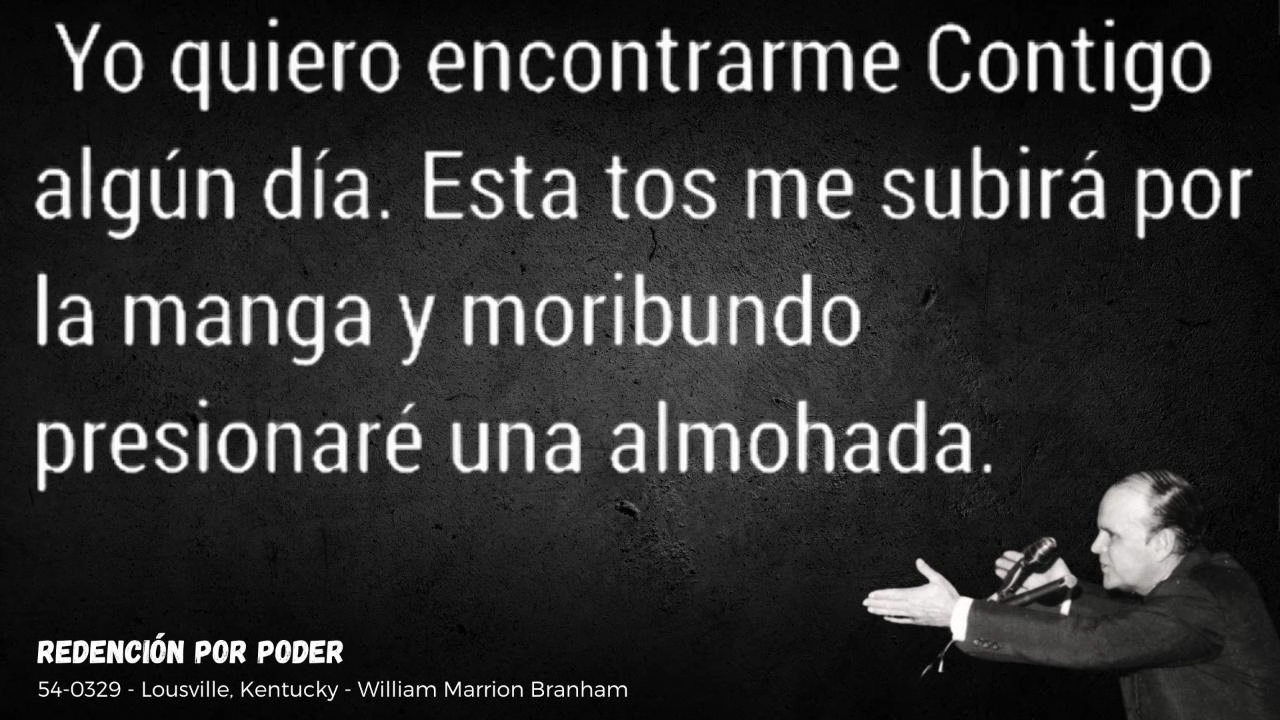 Yo quiero encontrarme Contigo
algún día. Esta tos me subirá por
la manga y moribundo
presionaré una almohada.
REDENCIÓN POR PODER
54-0329 - Lousville, Kentucky - William Marrion Branham